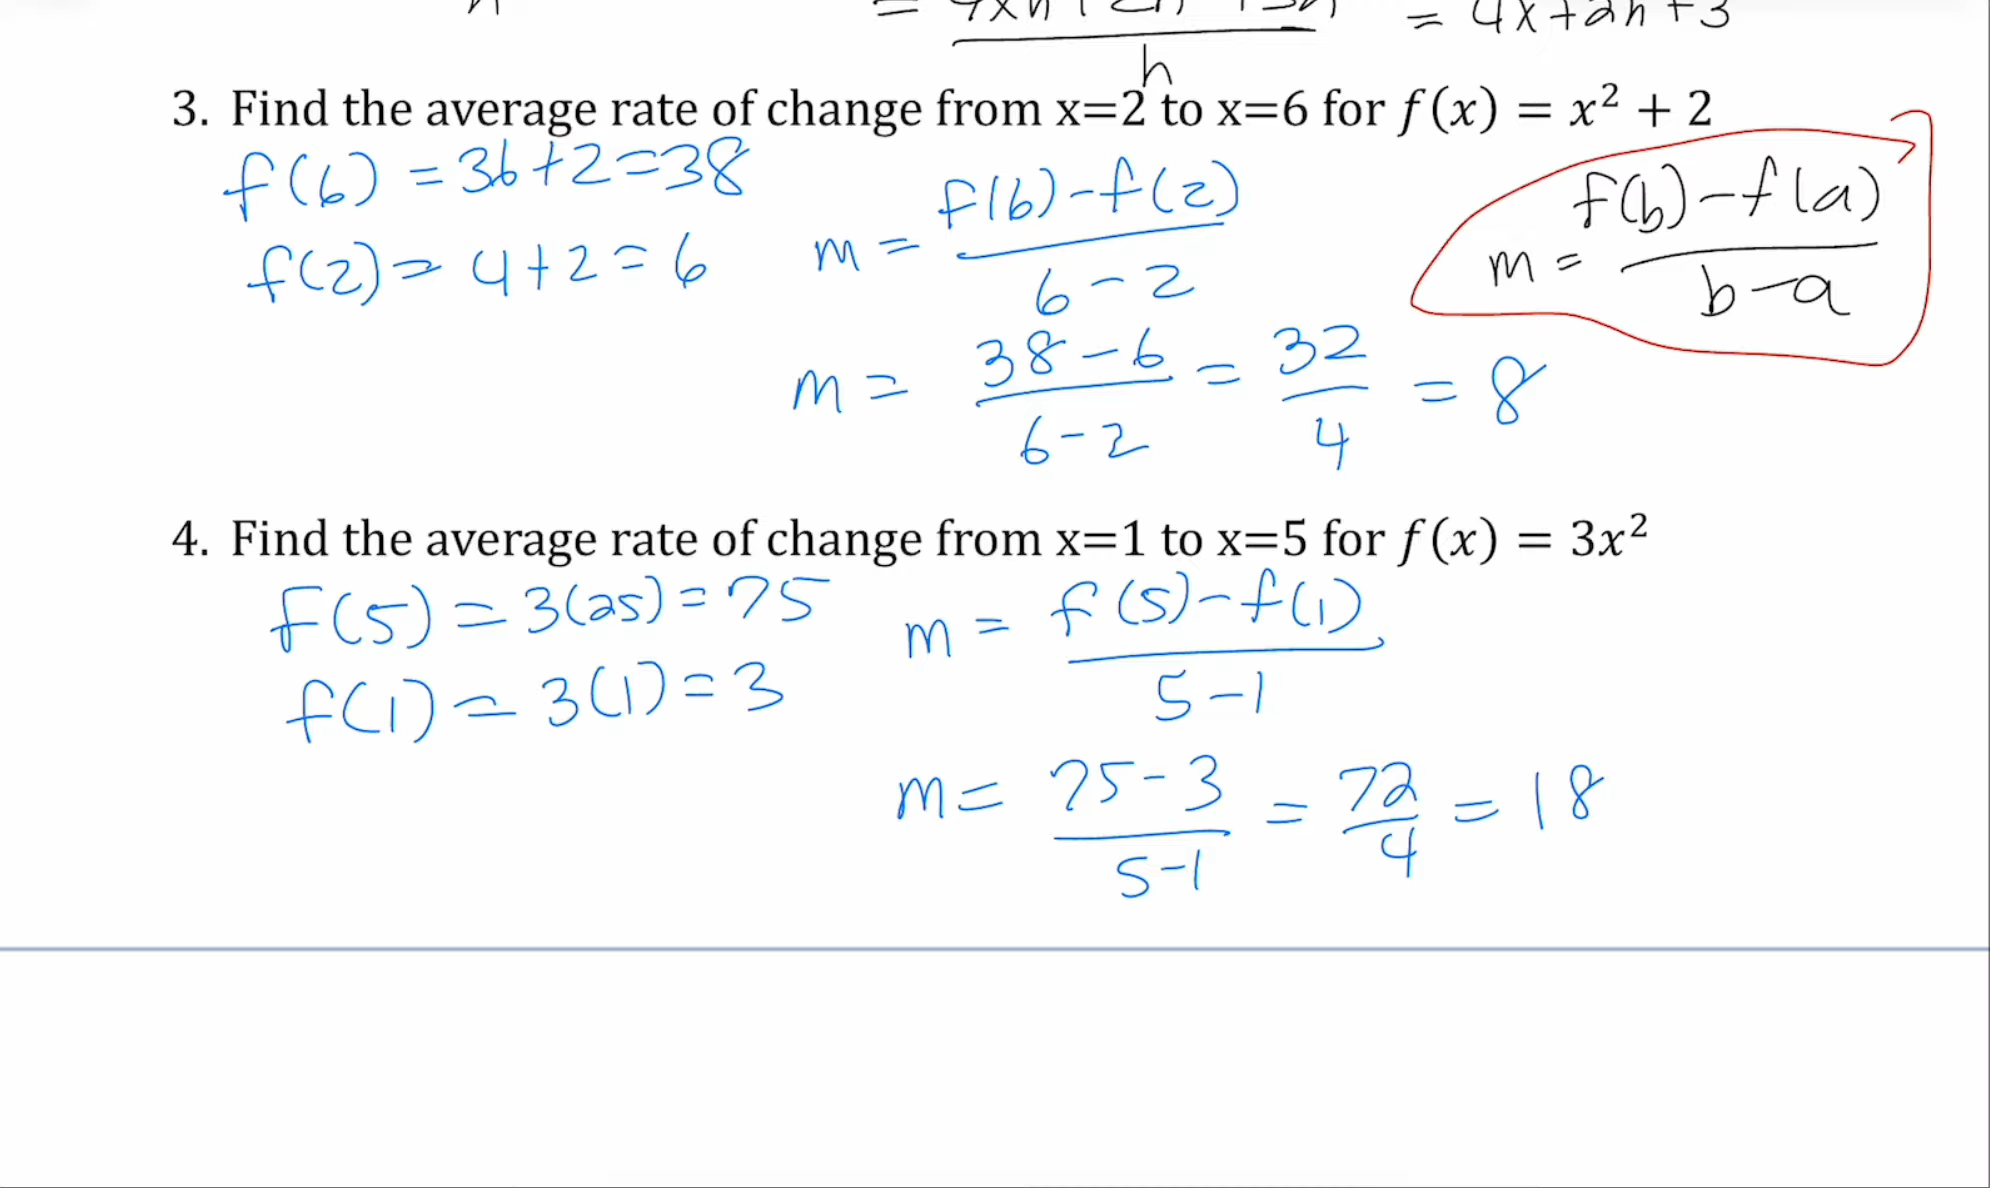 = 4x+2h+3
h
3. Find the average rate of change from x=2 to x=6 for f(x) = x² + 2
f(6) = 36+2=38
f(2) = 4+2=6
m = f(6)-f(2) / 6-2
m = f(b)-f(a) / b-a
m = 38-6 / 6-2 = 32 / 4 = 8
4. Find the average rate of change from x=1 to x=5 for f(x) = 3x²
f(5) = 3(25) = 75
f(1) = 3(1) = 3
m = f(5)-f(1) / 5-1
m = 75-3 / 5-1 = 72 / 4 = 18